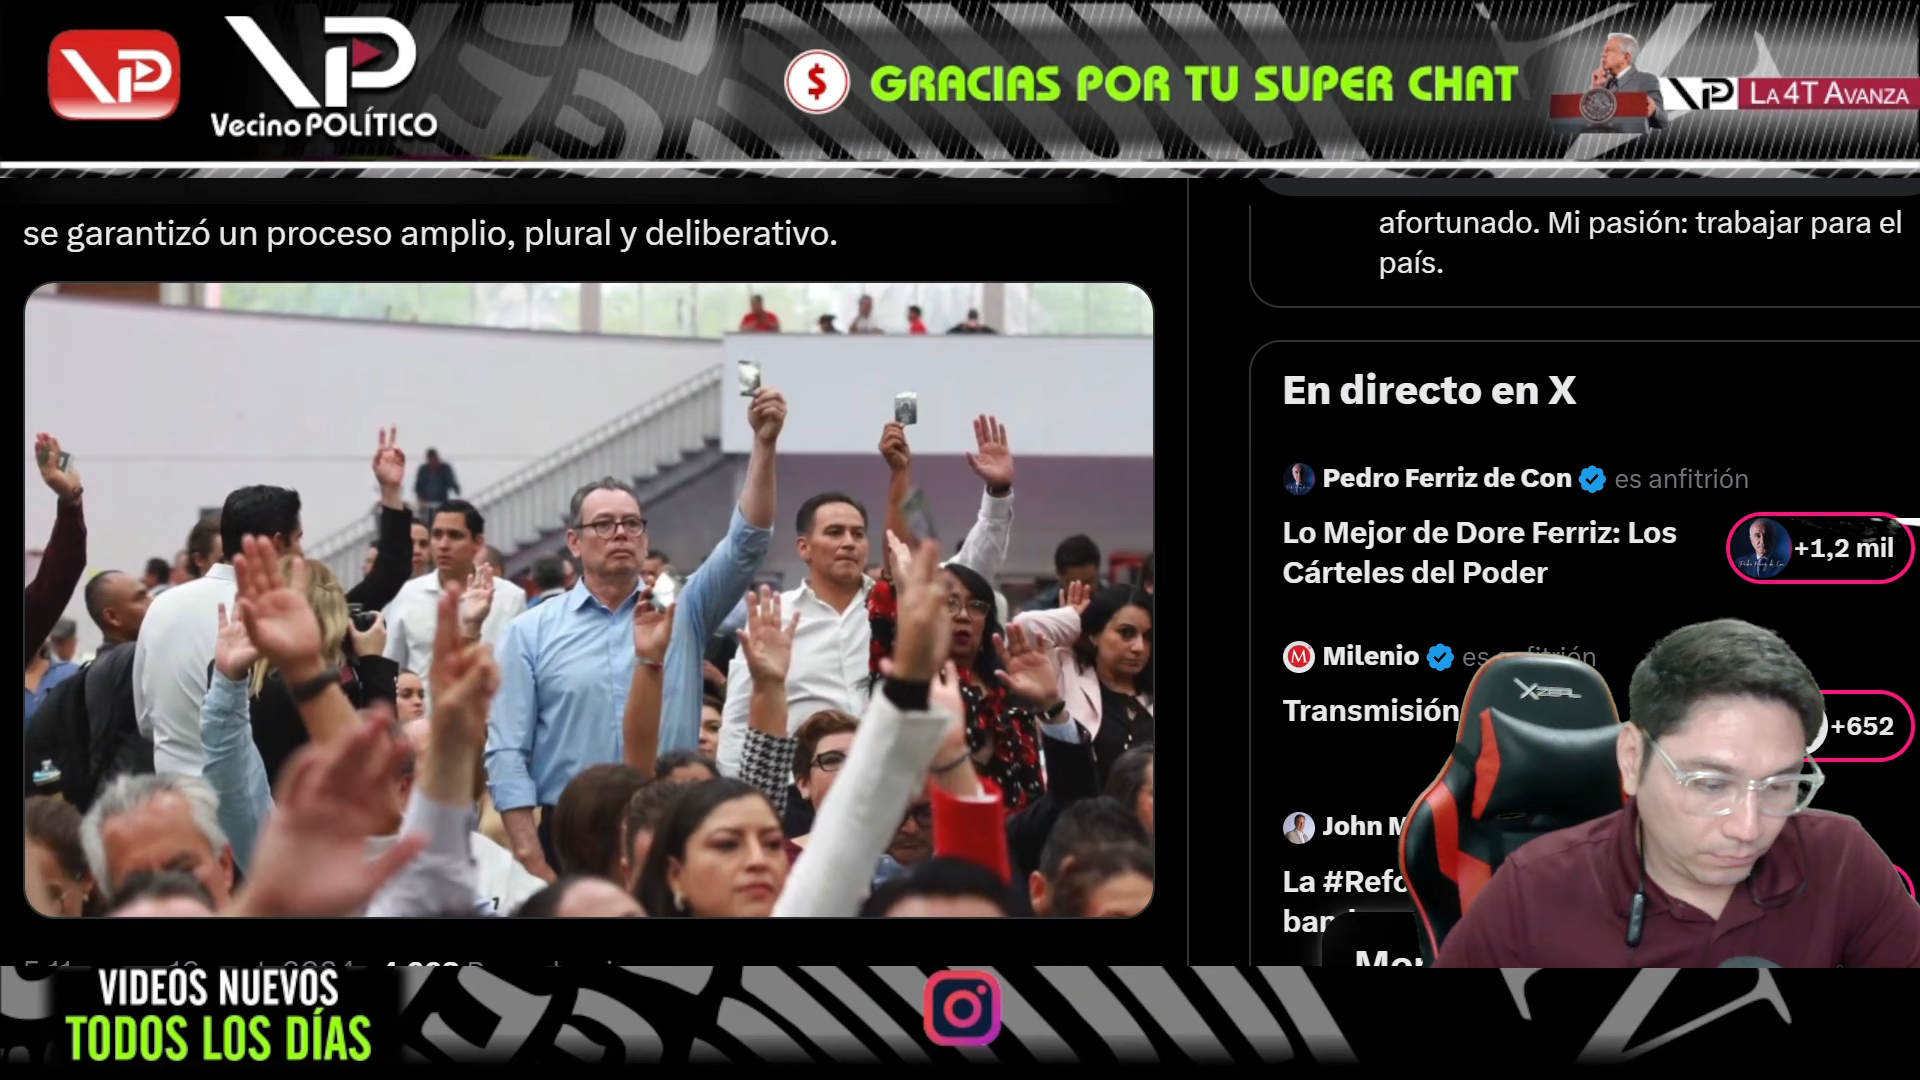 VP
VP
Vecino POLÍTICO
$
GRACIAS POR TU SUPER CHAT
VP
LA 4T AVANZA
se garantizó un proceso amplio, plural y deliberativo.
afortunado. Mi pasión: trabajar para el
país.
En directo en X
Pedro Ferriz de Con es anfitrión
Lo Mejor de Dore Ferriz: Los
Cárteles del Poder
+1,2 mil
Milenio es anfitrión
Transmisión
+652
XZEAL
John M
La #Refo
VIDEOS NUEVOS
TODOS LOS DÍAS